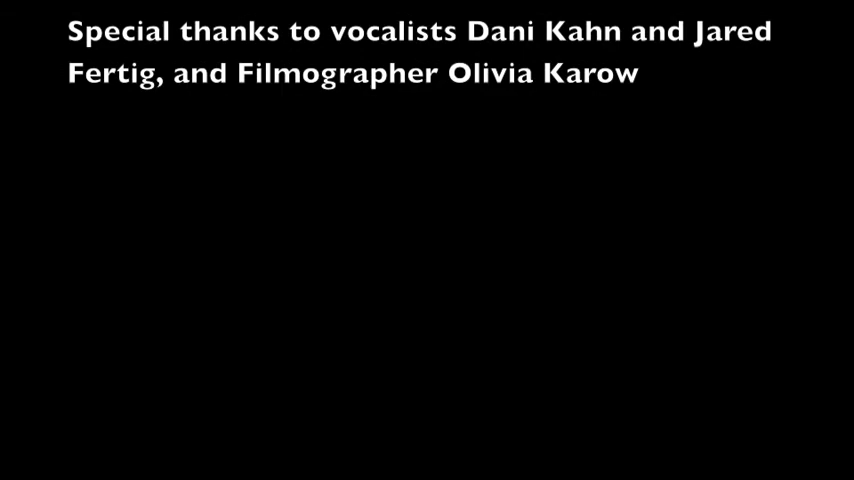 Special thanks to vocalists Dani Kahn and Jared
Fertig, and Filmographer Olivia Karow